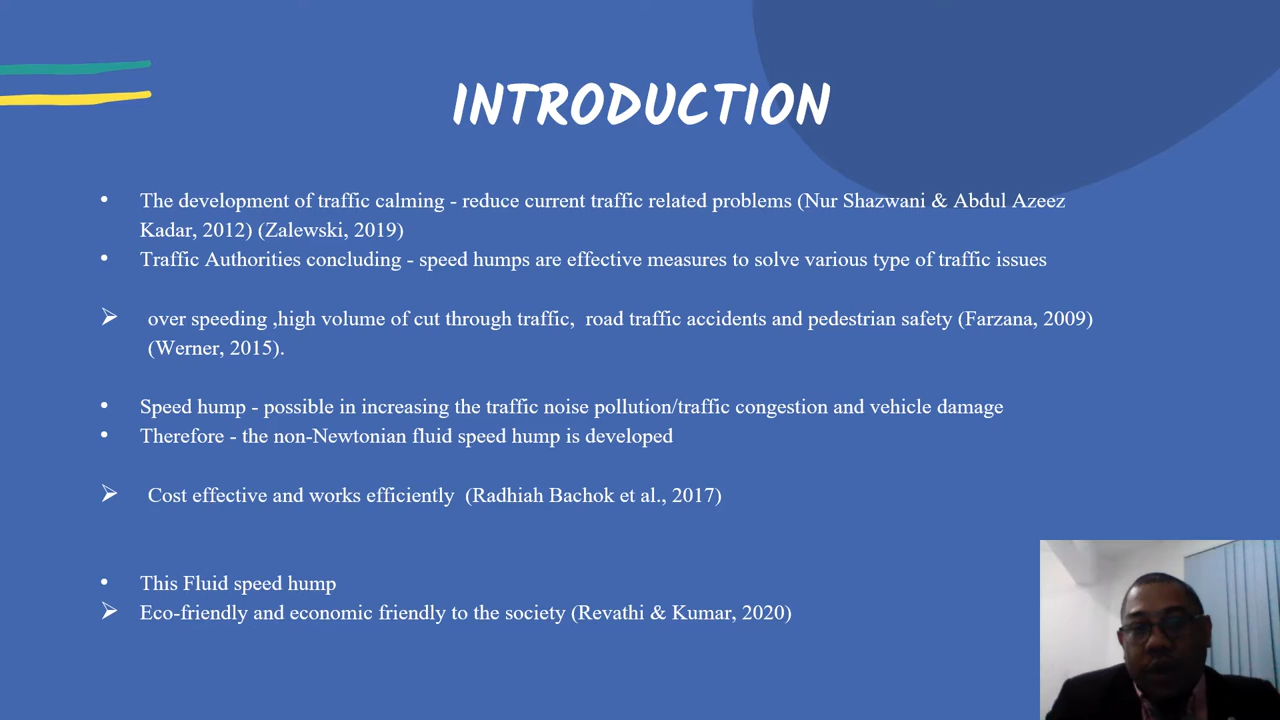 INTRODUCTION
• The development of traffic calming - reduce current traffic related problems (Nur Shazwani & Abdul Azeez
Kadar, 2012) (Zalewski, 2019)
• Traffic Authorities concluding - speed humps are effective measures to solve various type of traffic issues
➢ over speeding ,high volume of cut through traffic, road traffic accidents and pedestrian safety (Farzana, 2009)
(Werner, 2015).
• Speed hump - possible in increasing the traffic noise pollution/traffic congestion and vehicle damage
• Therefore - the non-Newtonian fluid speed hump is developed
➢ Cost effective and works efficiently (Radhiah Bachok et al., 2017)
• This Fluid speed hump
➢ Eco-friendly and economic friendly to the society (Revathi & Kumar, 2020)